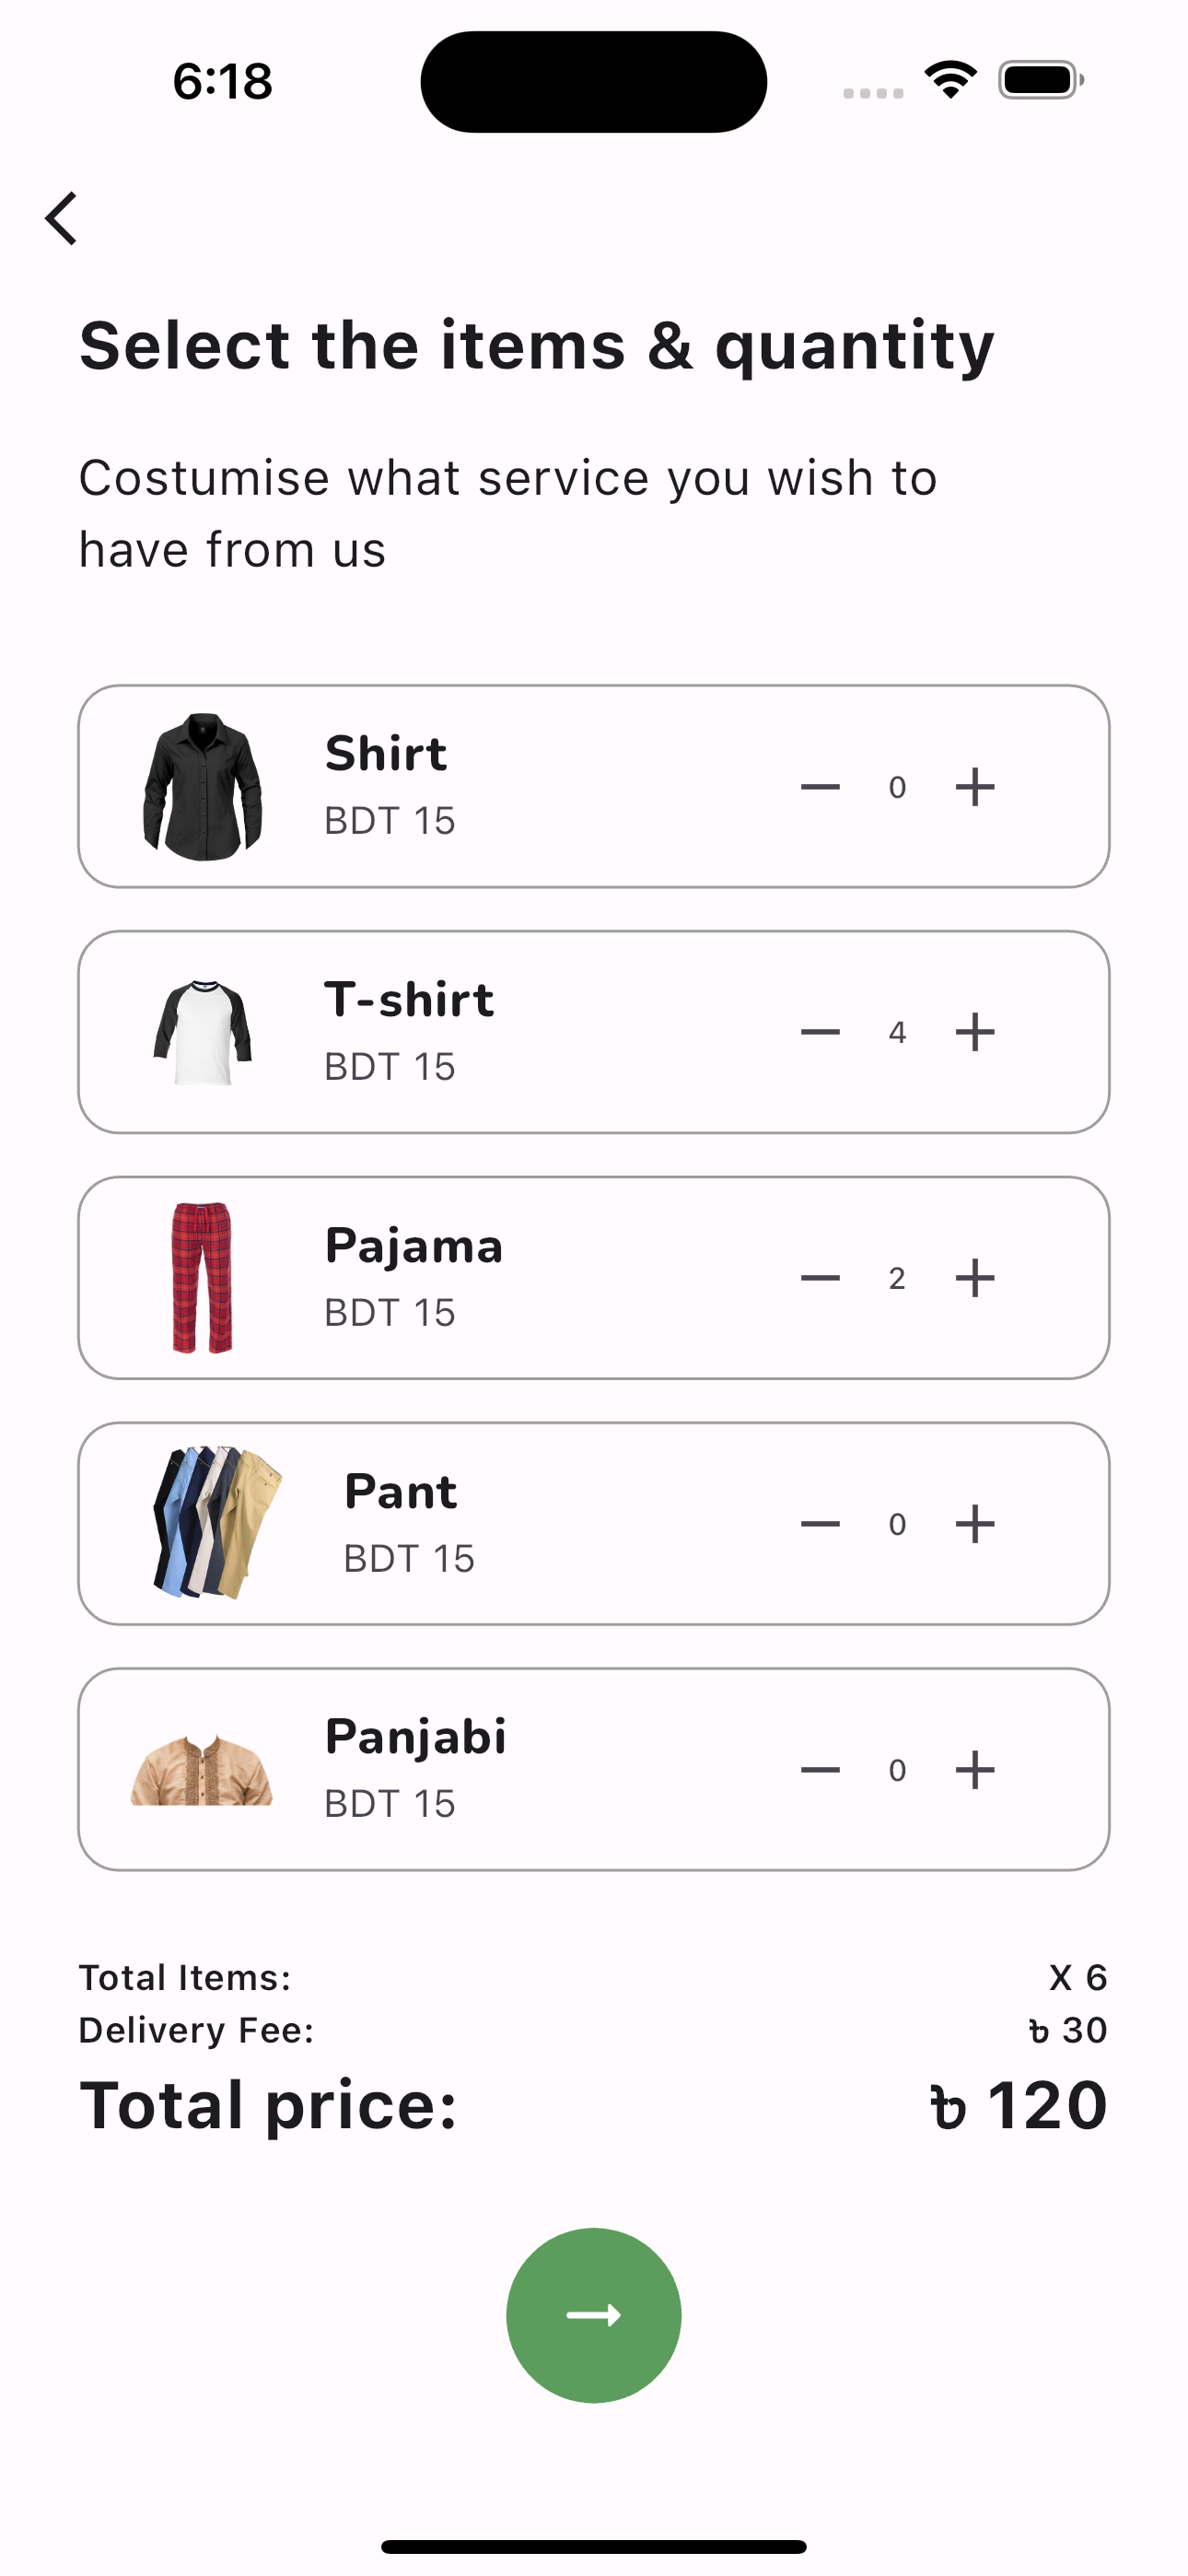 6:18
Select the items & quantity
Costumise what service you wish to
have from us
Shirt
BDT 15
0
T-shirt
BDT 15
4
Pajama
BDT 15
2
Pant
BDT 15
0
Panjabi
BDT 15
0
Total Items: X 6
Delivery Fee: ৳ 30
Total price: ৳ 120